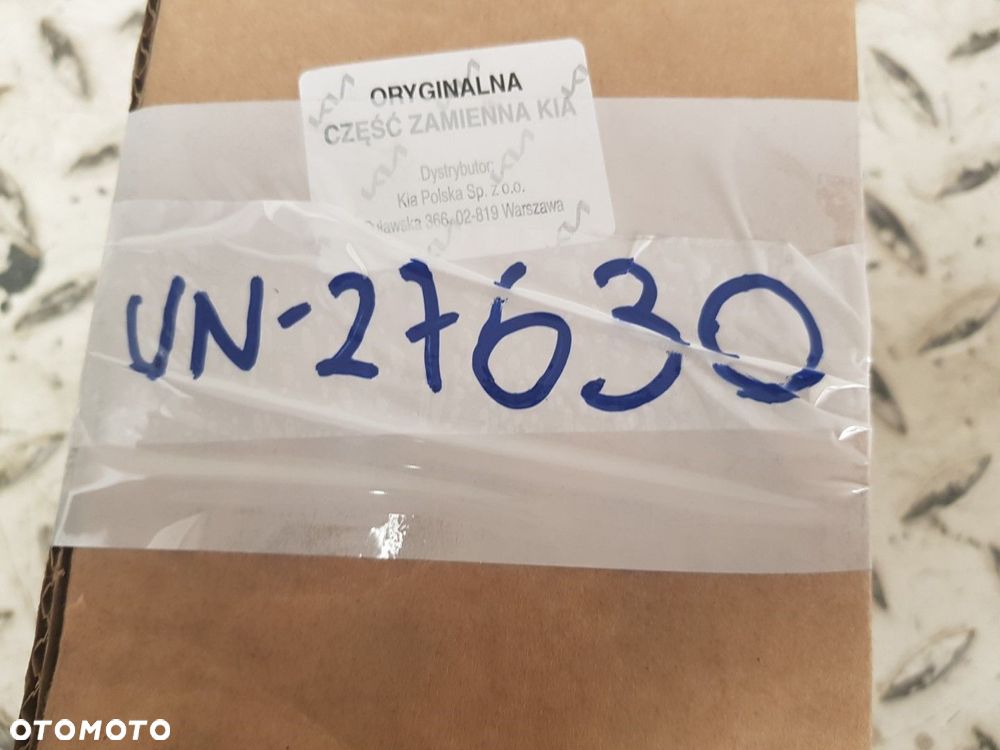 ORYGINALNA
CZĘŚĆ ZAMIENNA KIA
Dystrybutor:
Kia Polska Sp. z o.o.
366, 02-819 Warszawa
UN-27630
OTOMOTO